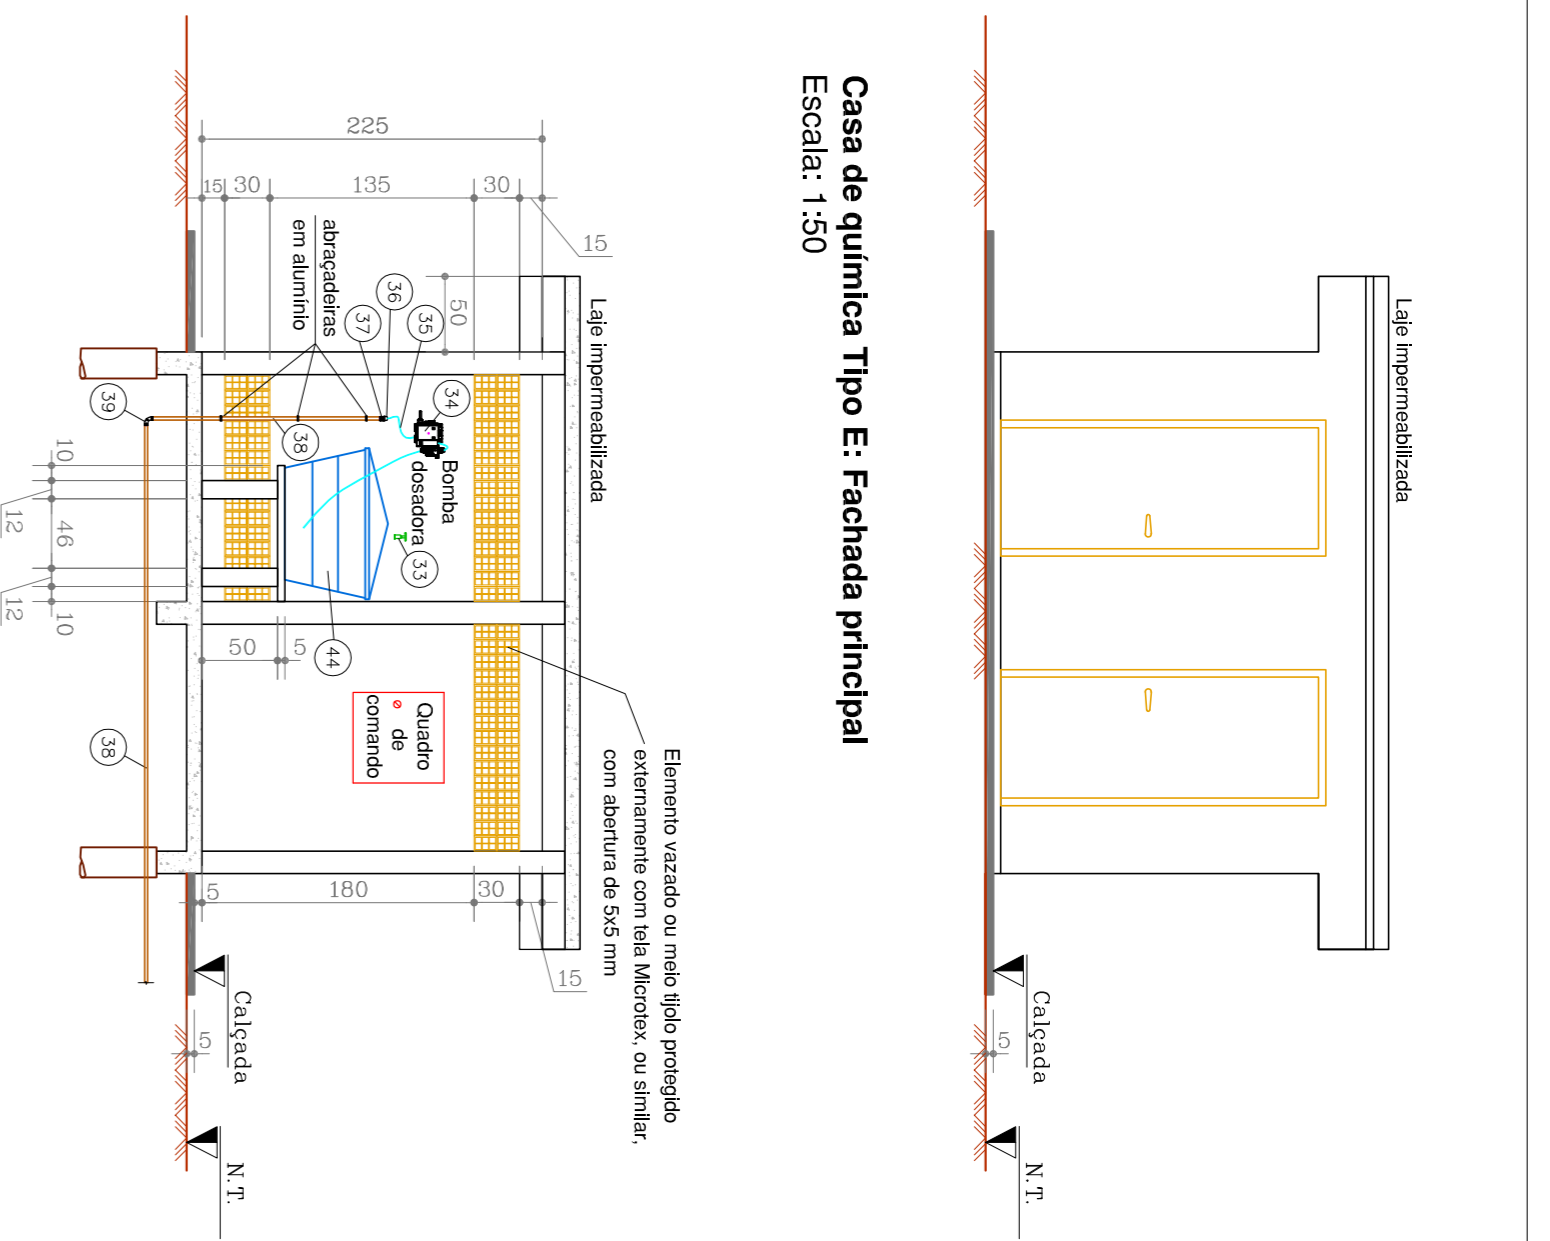 Laje impermeabilizada
5
Calçada
N.T.
Casa de química Tipo E: Fachada principal
Escala: 1:50
Elemento vazado ou meio tijolo protegido
externamente com tela Microtex, ou similar,
com abertura de 5x5 mm
Laje impermeabilizada
15
15
30
135
30
15
225
50
34
35
36
37
abraçadeiras
em alumínio
38
39
Bomba
dosadora
33
44
Quadro
de
comando
50
5
15
30
180
5
38
10
12
46
12
10
Calçada
5
N.T.